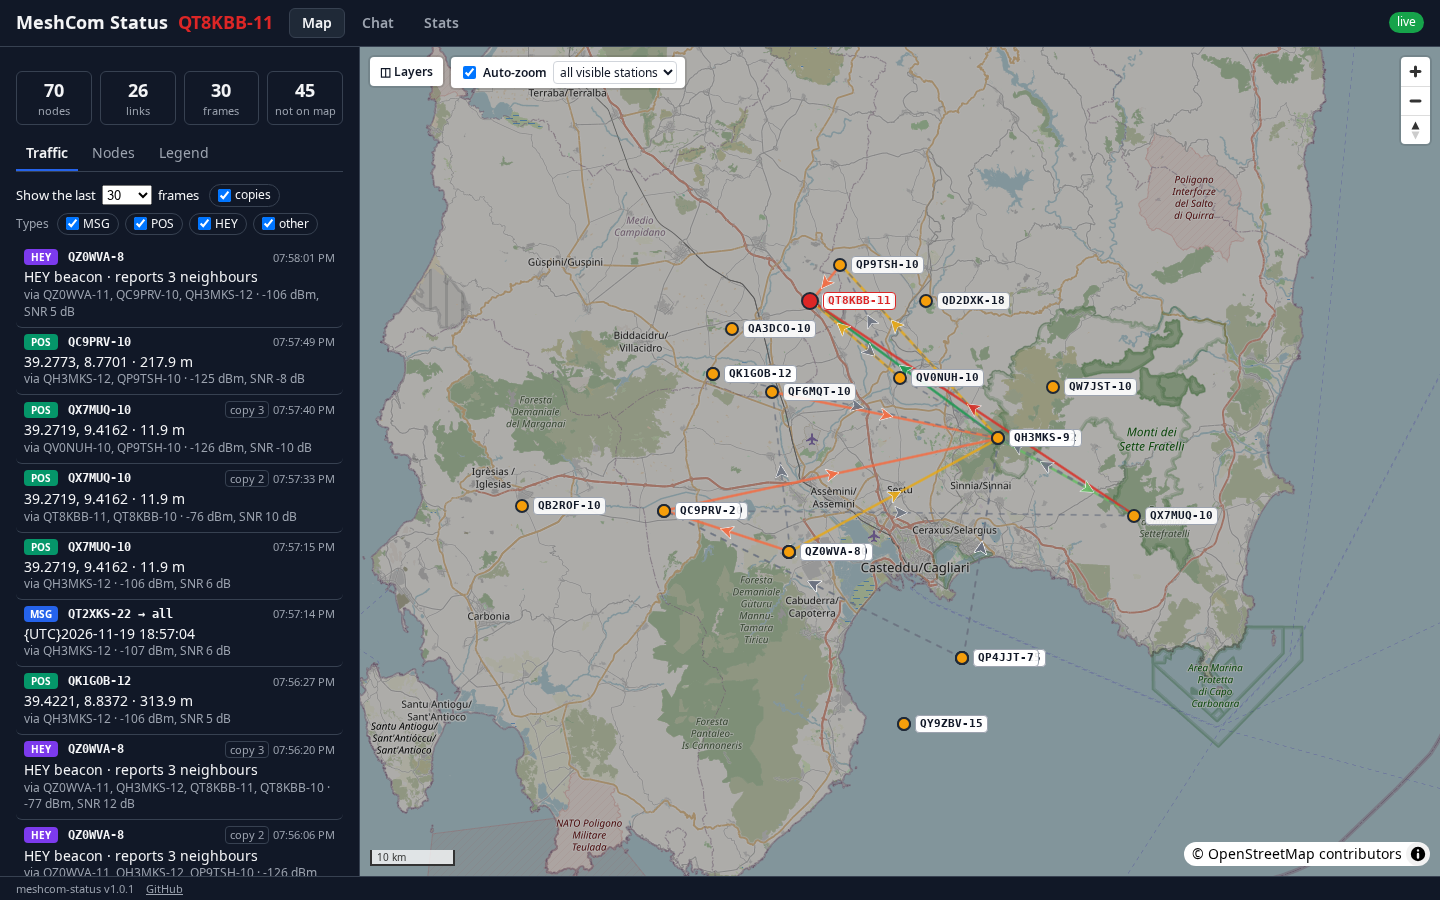 MeshCom Status QT8KBB-11 Map Chat Stats live
70 nodes
26 links
30 frames
45 not on map
Traffic Nodes Legend
Show the last 30 frames copies
Types MSG POS HEY other
HEY QZ0WVA-8 07:58:01 PM
HEY beacon · reports 3 neighbours
via QZ0WVA-11, QC9PRV-10, QH3MKS-12 · -106 dBm,
SNR 5 dB
POS QC9PRV-10 07:57:49 PM
39.2773, 8.7701 · 217.9 m
via QH3MKS-12, QP9TSH-10 · -125 dBm, SNR -8 dB
POS QX7MUQ-10 copy 3 07:57:40 PM
39.2719, 9.4162 · 11.9 m
via QV0NUH-10, QP9TSH-10 · -126 dBm, SNR -10 dB
POS QX7MUQ-10 copy 2 07:57:33 PM
39.2719, 9.4162 · 11.9 m
via QT8KBB-11, QT8KBB-10 · -76 dBm, SNR 10 dB
POS QX7MUQ-10 07:57:15 PM
39.2719, 9.4162 · 11.9 m
via QH3MKS-12 · -106 dBm, SNR 6 dB
MSG QT2XKS-22 → all 07:57:14 PM
{UTC}2026-11-19 18:57:04
via QH3MKS-12 · -107 dBm, SNR 6 dB
POS QK1GOB-12 07:56:27 PM
39.4221, 8.8372 · 313.9 m
via QH3MKS-12 · -106 dBm, SNR 5 dB
HEY QZ0WVA-8 copy 3 07:56:20 PM
HEY beacon · reports 3 neighbours
via QZ0WVA-11, QH3MKS-12, QT8KBB-11, QT8KBB-10 ·
-77 dBm, SNR 12 dB
HEY QZ0WVA-8 copy 2 07:56:06 PM
HEY beacon · reports 3 neighbours
via QZ0WVA-11, QH3MKS-12, QP9TSH-10 · -126 dBm
meshcom-status v1.0.1 GitHub
Layers
Auto-zoom all visible stations
Terraba/Terralba
Poligono
Interforze
del Salto
di Quirra
Medio
Campidano
Gùspini/Guspini
QP9TSH-10
QT8KBB-11
QD2DXK-18
QA3DCO-10
Biddacidru/
Villacidro
QK1GOB-12
QF6MQT-10
QV0NUH-10
QW7JST-10
Foresta
Demaniale
del Marganai
QH3MKS-9
Monti dei
Sette Fratelli
Igrèsias /
Iglesias
Assèmini/
Assemini
Sestu
Sinnia/Sinnai
QB2ROF-10
QC9PRV-2
QX7MUQ-10
Settefratelli
Ceraxus/Selargius
QZ0WVA-8
Casteddu/Cagliari
Foresta
Demaniale
Guturu
Mannu-
Tamara
Tiricu
Cabuderra/
Capoterra
Carbonia
QP4JJT-7
Area Marina
Protetta
di Capo
Carbonara
Santu Antiogu/
Sant'Antioco
Santu Antiogu/
Sant'Antióccu/
Sant'Antioco
Foresta
Pantaleo-
Is Cannoneris
QY9ZBV-15
NATO Poligono
Militare
Teulada
10 km
© OpenStreetMap contributors